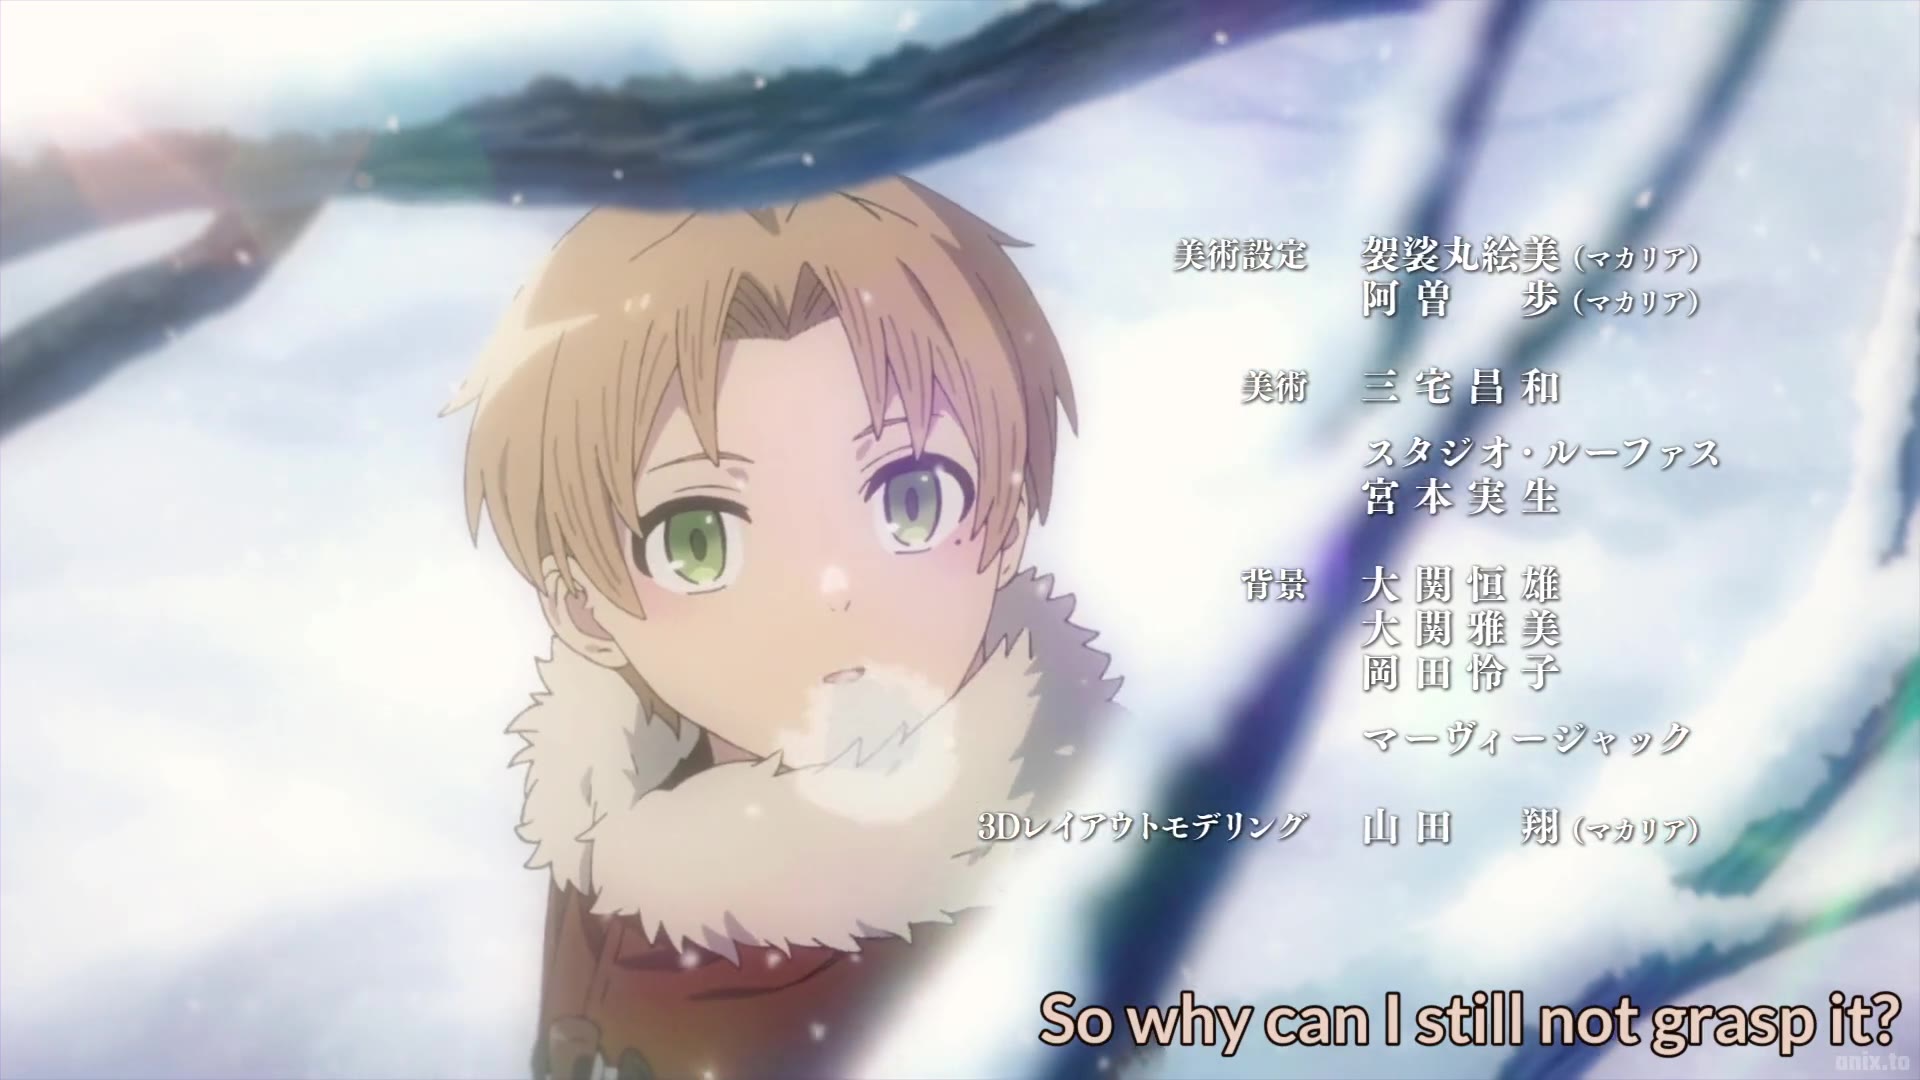 美術設定 袈裟丸絵美(マカリア)
阿曽 歩(マカリア)
美術 三宅昌和
スタジオ・ルーファス
宮本実生
背景 大関恒雄
大関雅美
岡田怜子
マーヴィージャック
3Dレイアウトモデリング 山田 翔(マカリア)
So why can I still not grasp it?
anix.to